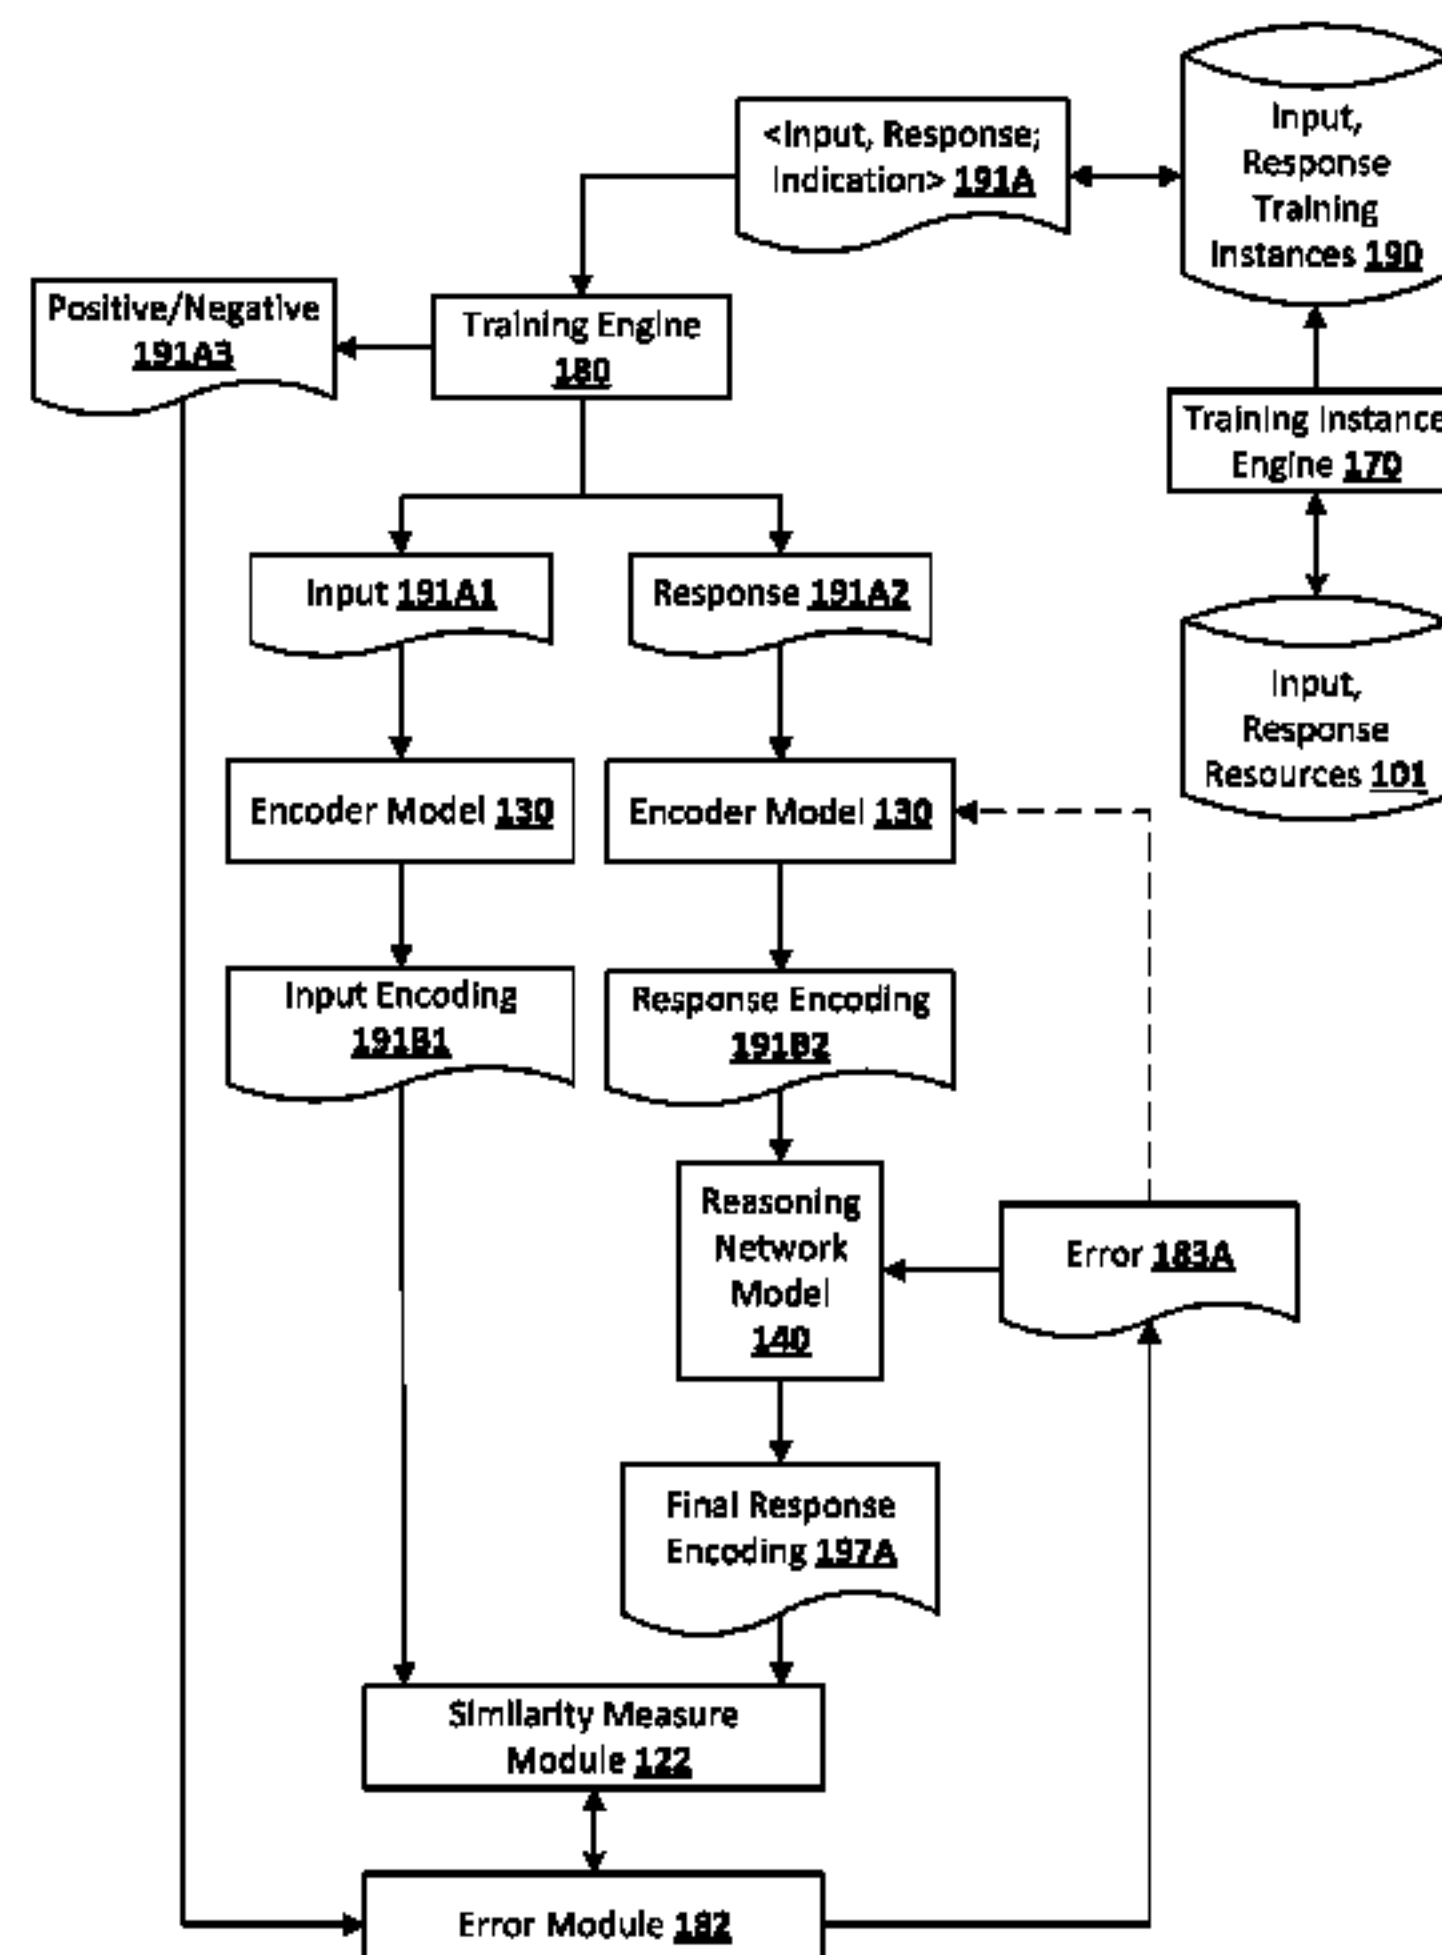 <Input, Response;
Indication> 191A
Input,
Response
Training
Instances 190
Positive/Negative
191A3
Training Engine
180
Training Instance
Engine 170
Input 191A1
Response 191A2
Input,
Response
Resources 101
Encoder Model 130
Encoder Model 130
Input Encoding
191B1
Response Encoding
191B2
Reasoning
Network
Model
140
Error 183A
Final Response
Encoding 197A
Similarity Measure
Module 122
Error Module 182